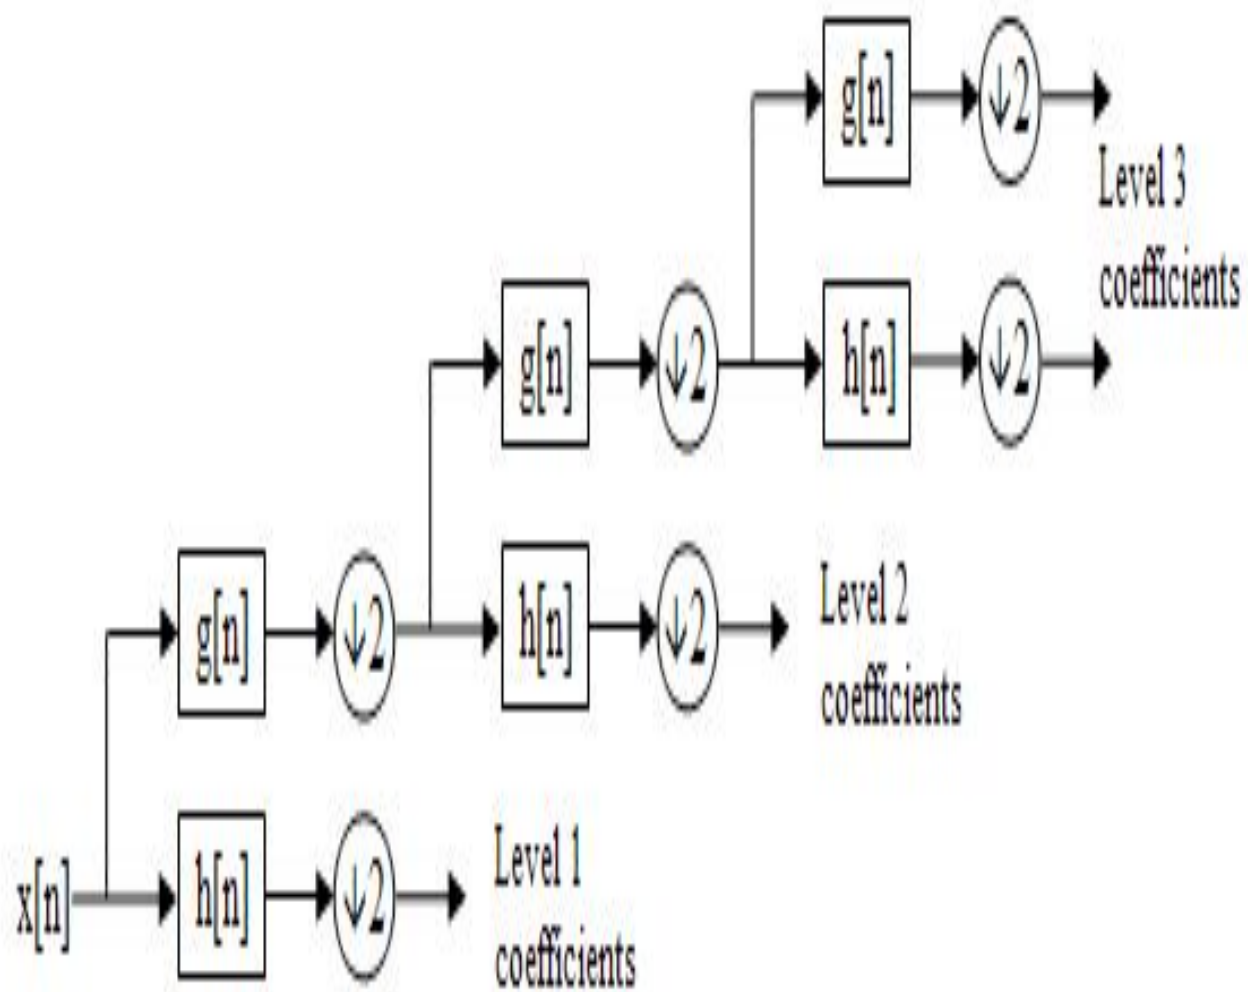 g[n]
↓2
Level 3
coefficients
g[n]
↓2
h[n]
↓2
g[n]
↓2
h[n]
↓2
Level 2
coefficients
x[n]
h[n]
↓2
Level 1
coefficients